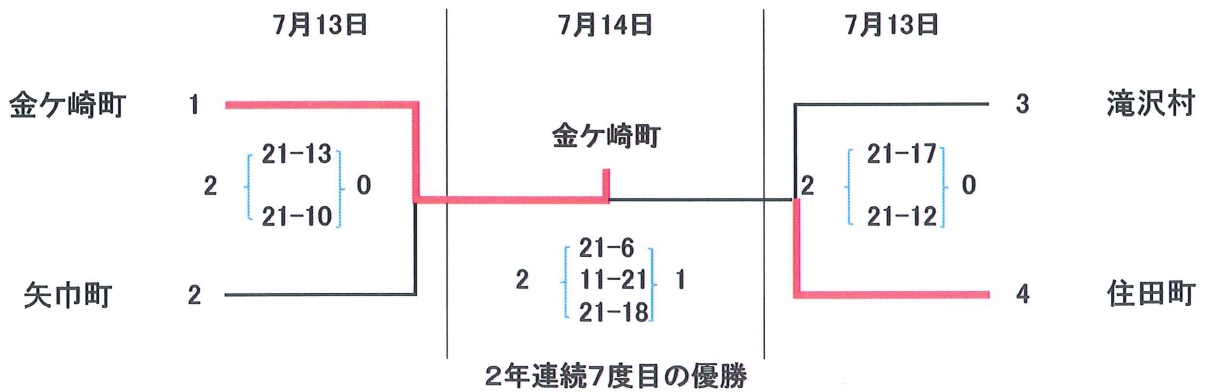 7月13日 7月14日 7月13日
金ケ崎町 1 3 滝沢村
金ケ崎町
21-13 21-17
2 0 2 0
21-10 21-12
21-6
2 11-21 1
21-18
矢巾町 2 4 住田町
2年連続7度目の優勝